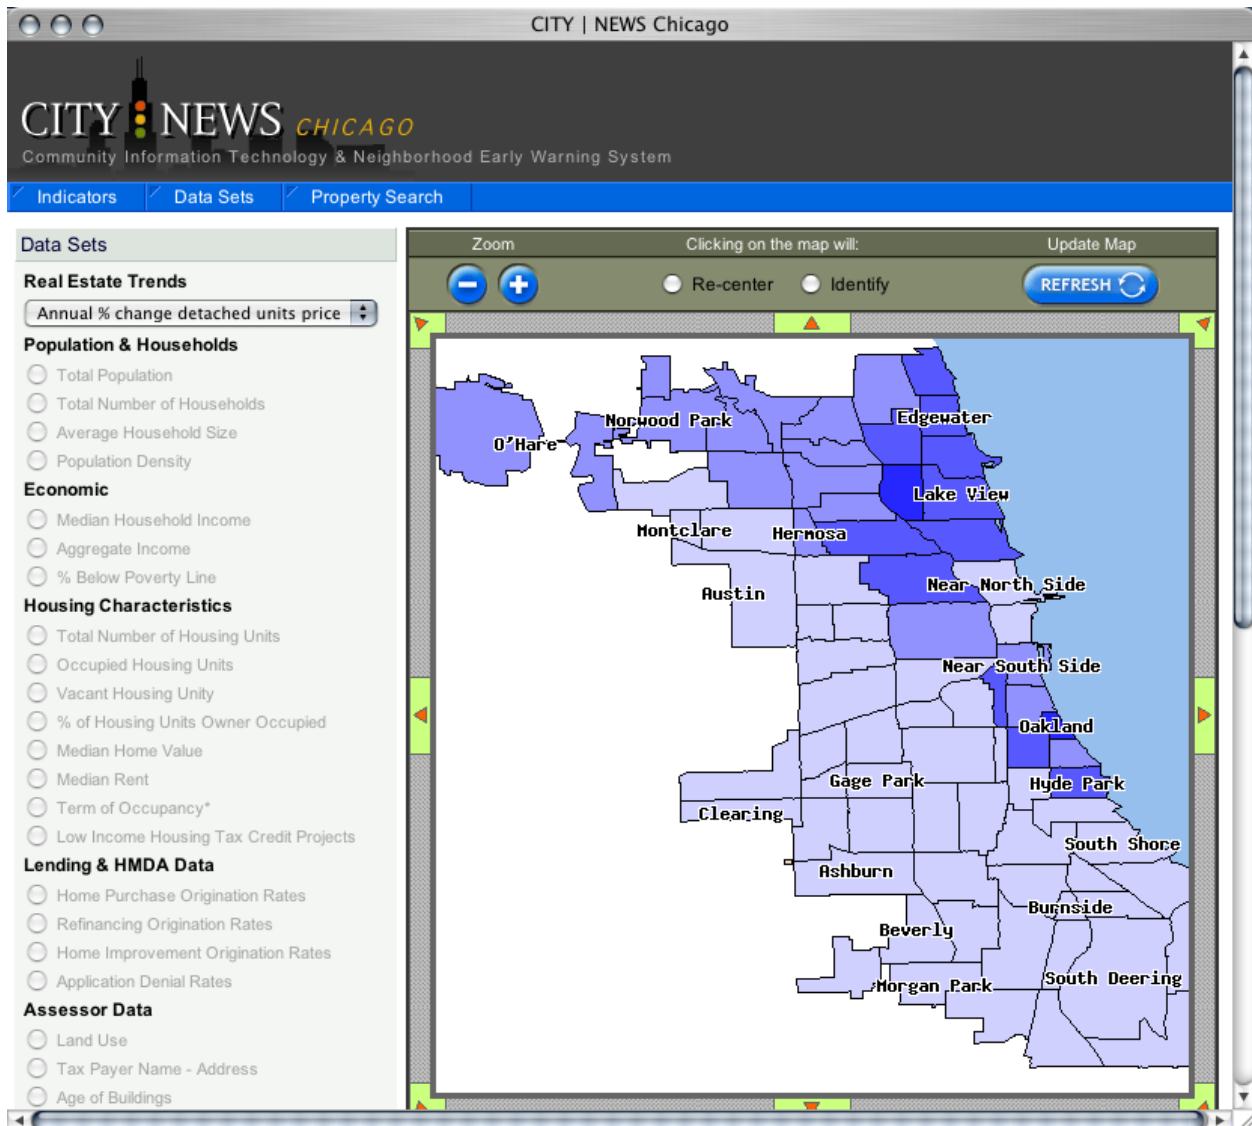 CITY | NEWS Chicago
CITY NEWS CHICAGO
Community Information Technology & Neighborhood Early Warning System
Indicators Data Sets Property Search
Data Sets
Real Estate Trends
Annual % change detached units price
Population & Households
Total Population
Total Number of Households
Average Household Size
Population Density
Economic
Median Household Income
Aggregate Income
% Below Poverty Line
Housing Characteristics
Total Number of Housing Units
Occupied Housing Units
Vacant Housing Unity
% of Housing Units Owner Occupied
Median Home Value
Median Rent
Term of Occupancy*
Low Income Housing Tax Credit Projects
Lending & HMDA Data
Home Purchase Origination Rates
Refinancing Origination Rates
Home Improvement Origination Rates
Application Denial Rates
Assessor Data
Land Use
Tax Payer Name - Address
Age of Buildings
Zoom Clicking on the map will: Update Map
Re-center Identify REFRESH
Edgewater
Norwood Park
O'Hare
Lake View
Montclare
Hermosa
Near North Side
Austin
Near South Side
Oakland
Gage Park
Hyde Park
Clearing
South Shore
Ashburn
Burnside
Beverly
South Deering
Morgan Park